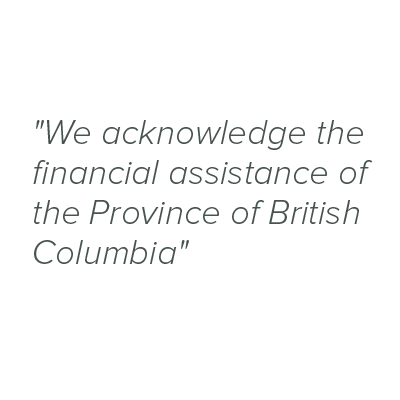 "We acknowledge the
financial assistance of
the Province of British
Columbia"